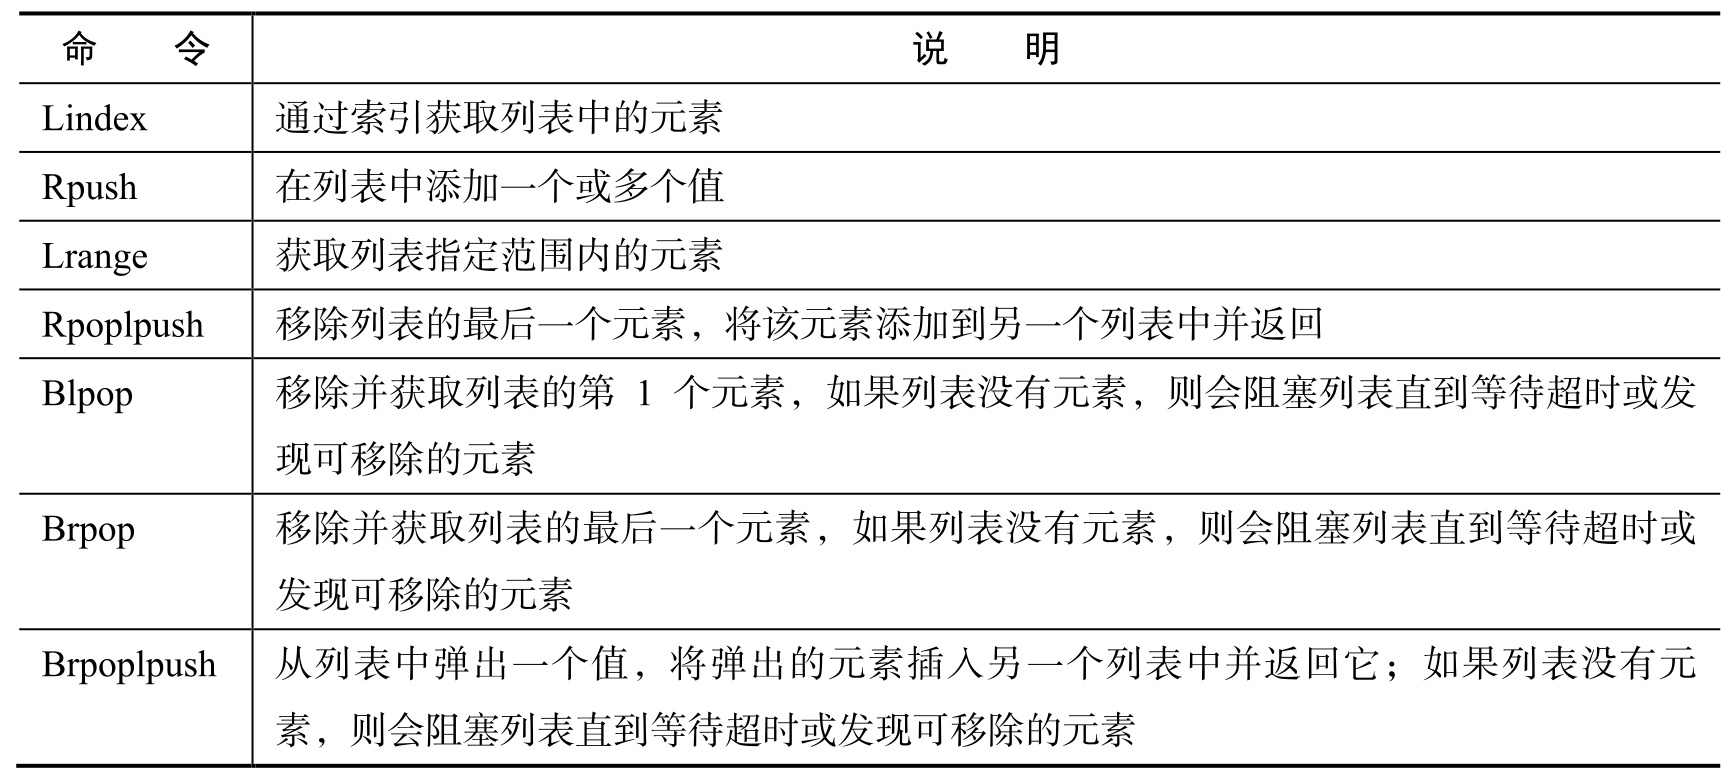 命 令 说 明
Lindex 通过索引获取列表中的元素
Rpush 在列表中添加一个或多个值
Lrange 获取列表指定范围内的元素
Rpoplpush 移除列表的最后一个元素，将该元素添加到另一个列表中并返回
Blpop 移除并获取列表的第 1 个元素，如果列表没有元素，则会阻塞列表直到等待超时或发
现可移除的元素
Brpop 移除并获取列表的最后一个元素，如果列表没有元素，则会阻塞列表直到等待超时或
发现可移除的元素
Brpoplpush 从列表中弹出一个值，将弹出的元素插入另一个列表中并返回它；如果列表没有元
素，则会阻塞列表直到等待超时或发现可移除的元素